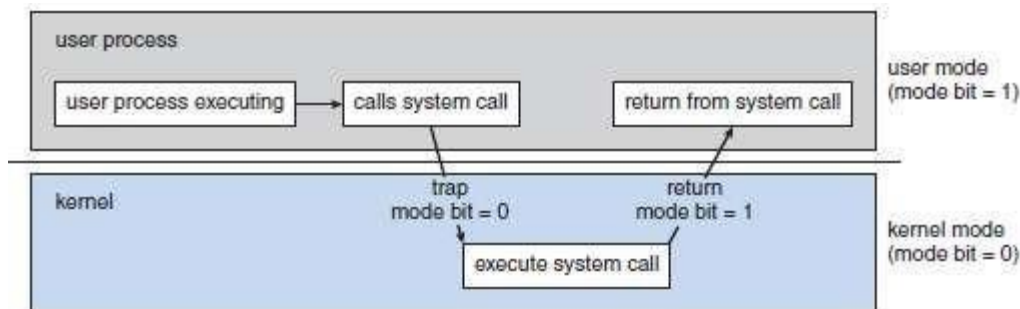 user process
user process executing
calls system call
return from system call
user mode
(mode bit = 1)
kernel
trap
mode bit = 0
return
mode bit = 1
kernel mode
(mode bit = 0)
execute system call